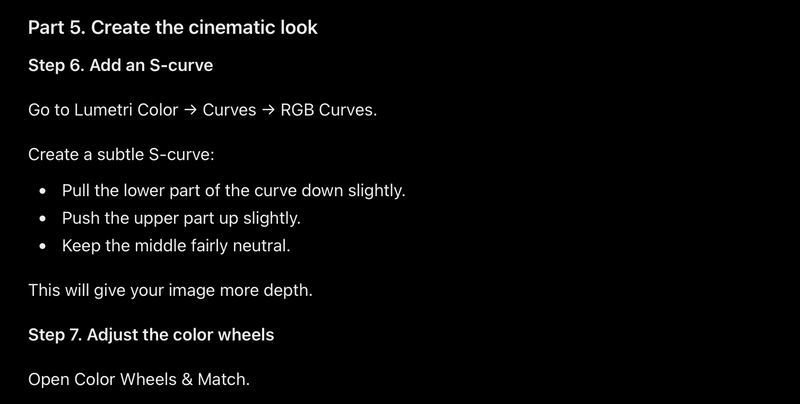 Part 5. Create the cinematic look
Step 6. Add an S-curve
Go to Lumetri Color → Curves → RGB Curves.
Create a subtle S-curve:
• Pull the lower part of the curve down slightly.
• Push the upper part up slightly.
• Keep the middle fairly neutral.
This will give your image more depth.
Step 7. Adjust the color wheels
Open Color Wheels & Match.